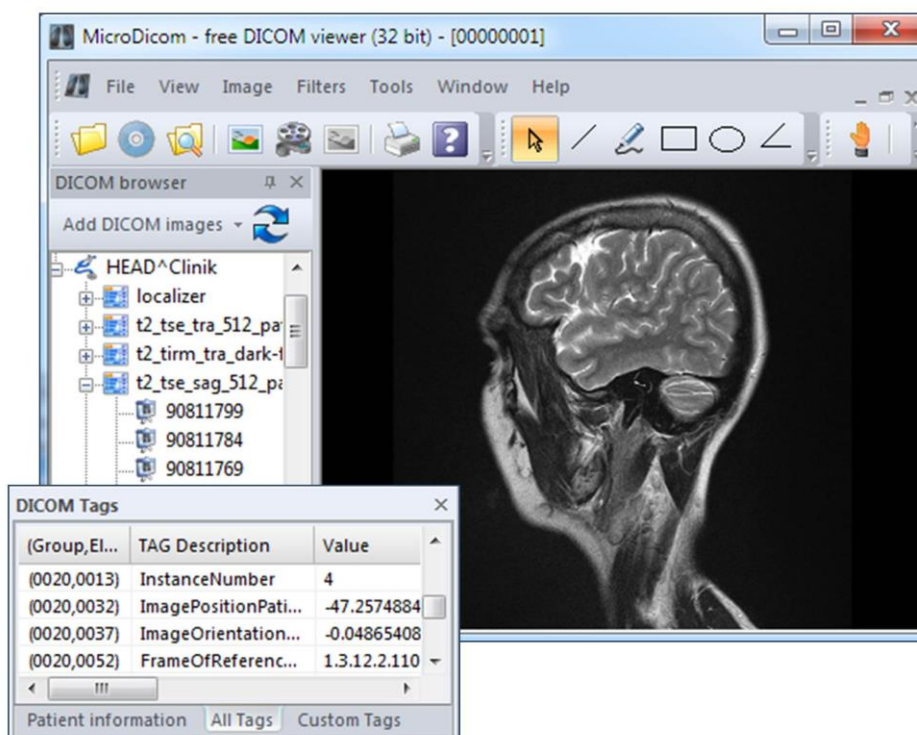 MicroDicom - free DICOM viewer (32 bit) - [00000001]
File View Image Filters Tools Window Help
DICOM browser
Add DICOM images
HEAD^Clinik
localizer
t2_tse_tra_512_pa
t2_tirm_tra_dark-f
t2_tse_sag_512_pa
90811799
90811784
90811769
DICOM Tags
(Group,El... TAG Description Value
(0020,0013) InstanceNumber 4
(0020,0032) ImagePositionPati... -47.2574884
(0020,0037) ImageOrientation... -0.04865408
(0020,0052) FrameOfReferenc... 1.3.12.2.110
Patient information All Tags Custom Tags